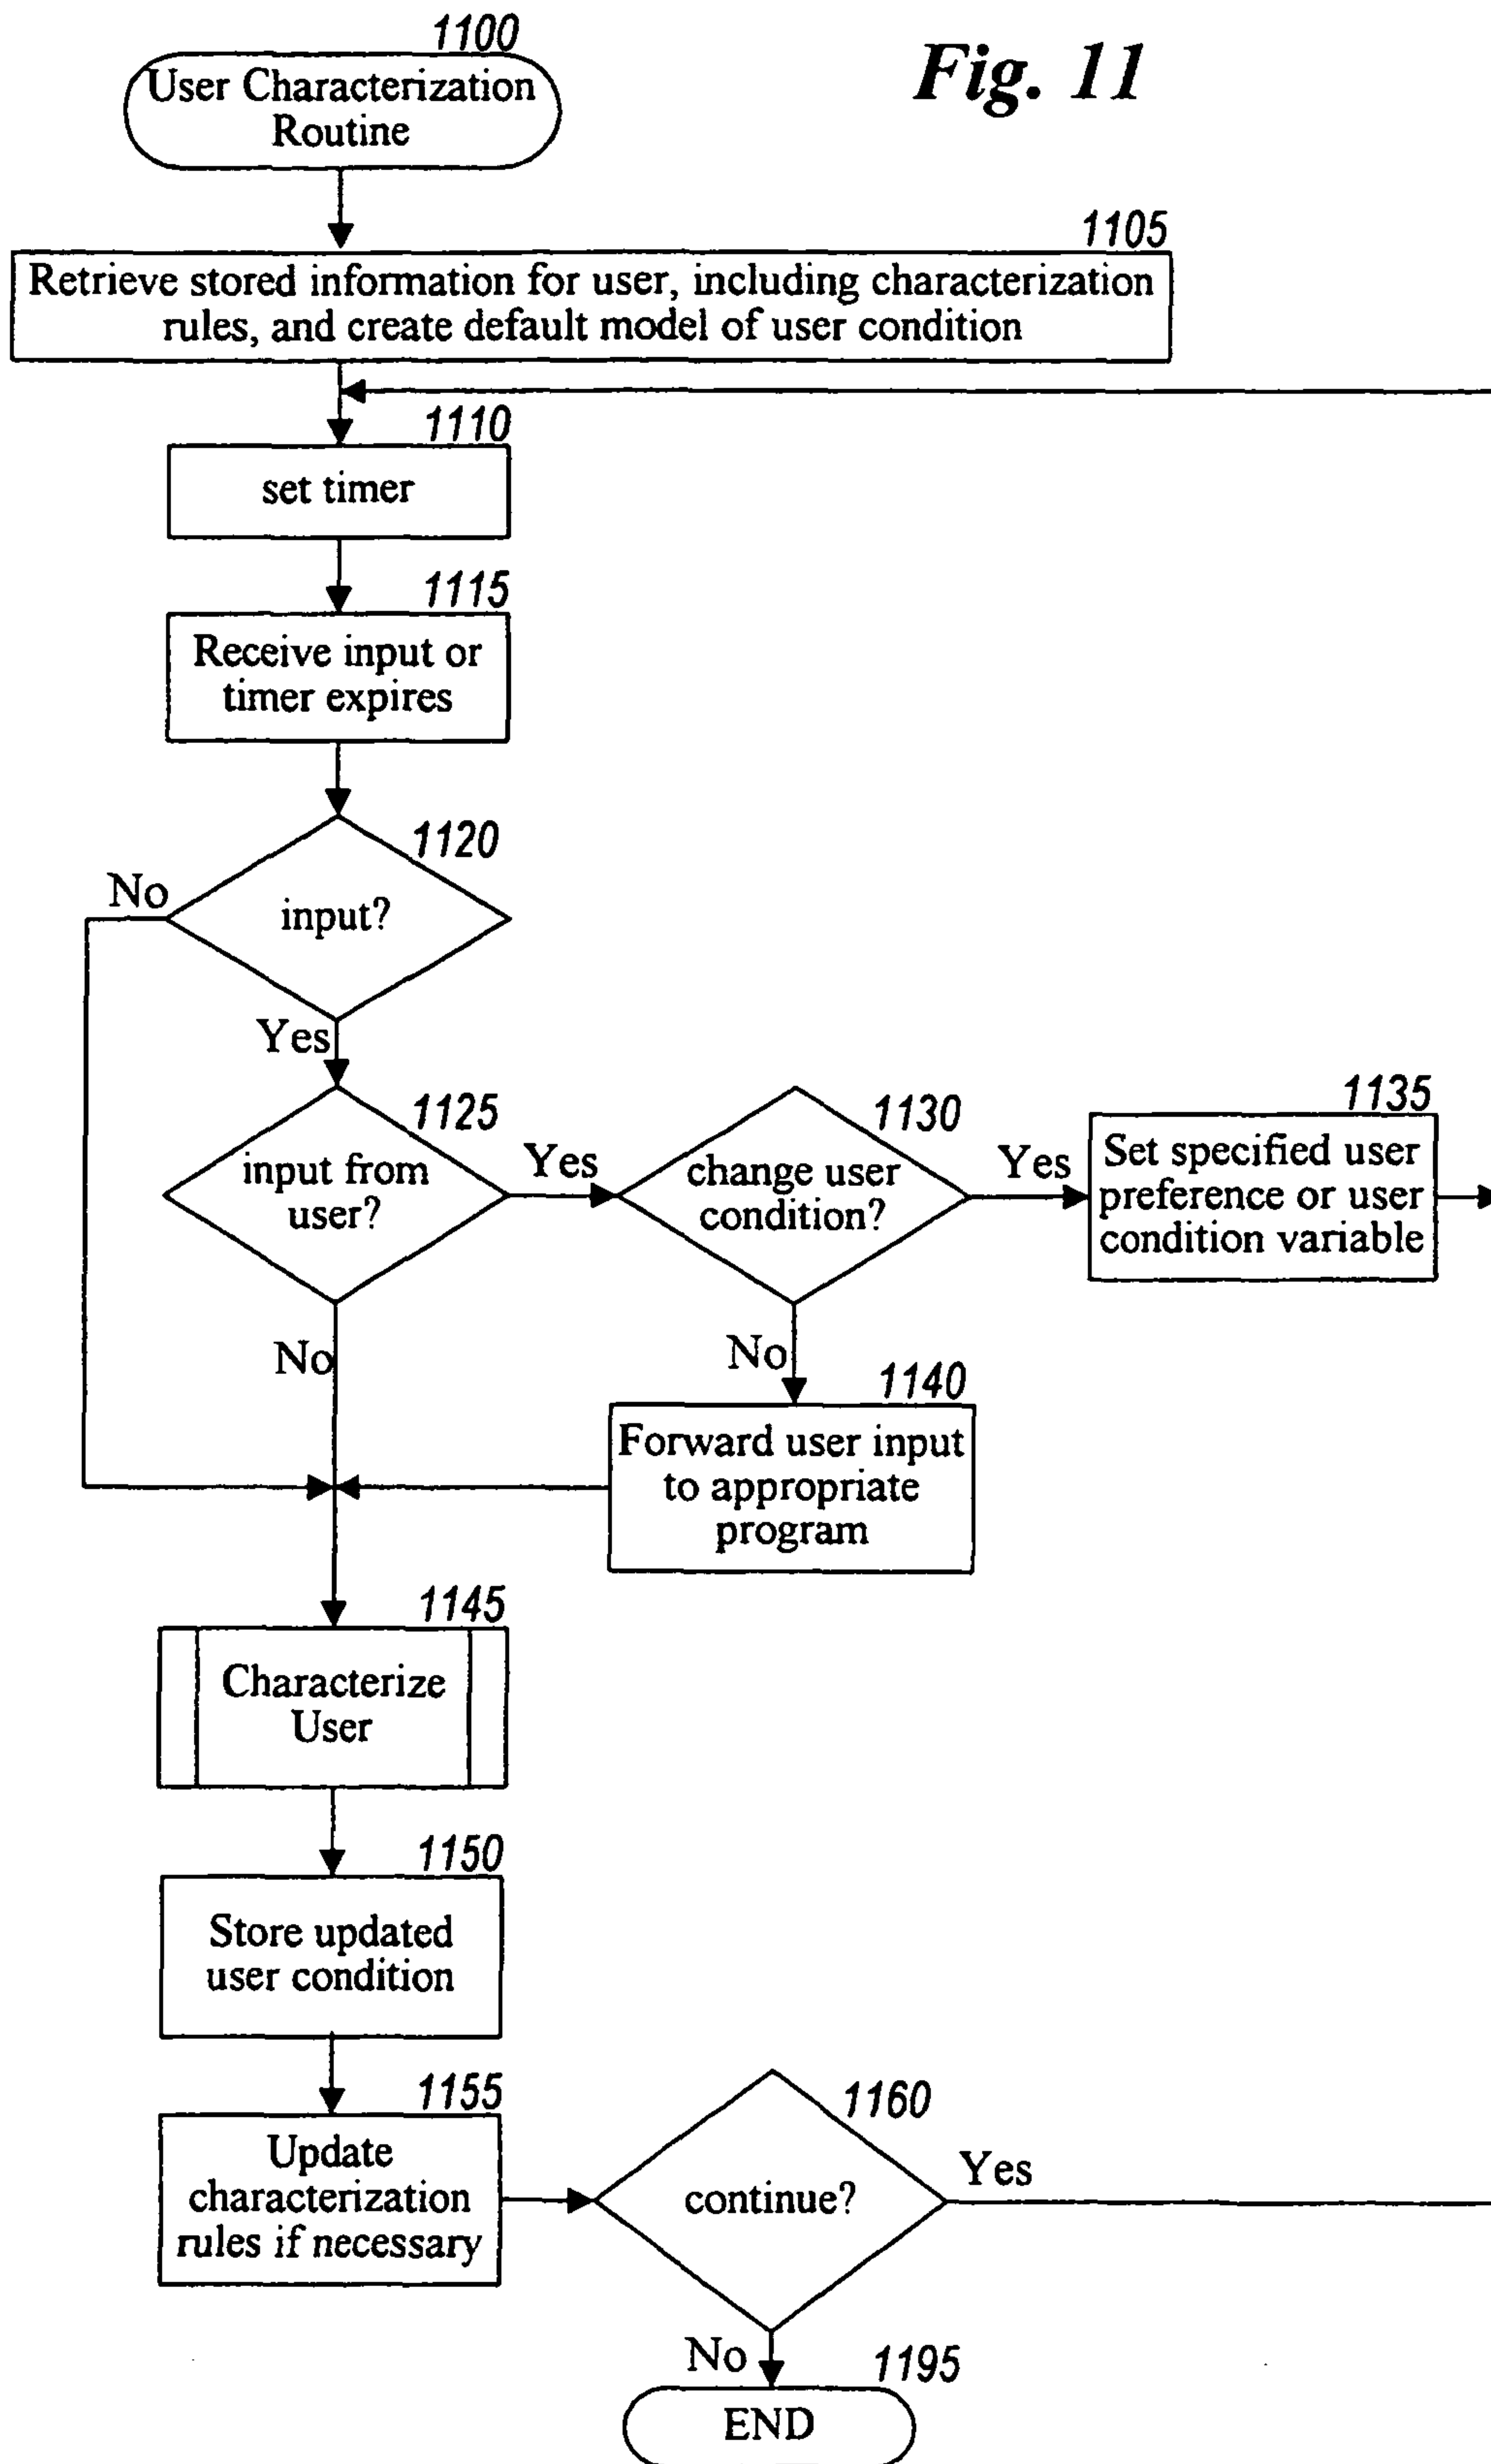 1100
Fig. 11
User Characterization
Routine
1105
Retrieve stored information for user, including characterization
rules, and create default model of user condition
1110
set timer
1115
Receive input or
timer expires
1120
No
input?
Yes
1125
input from
user?
Yes
1130
change user
condition?
Yes
1135
Set specified user
preference or user
condition variable
No
No
1140
Forward user input
to appropriate
program
1145
Characterize
User
1150
Store updated
user condition
1155
Update
characterization
rules if necessary
1160
continue?
Yes
No
1195
END